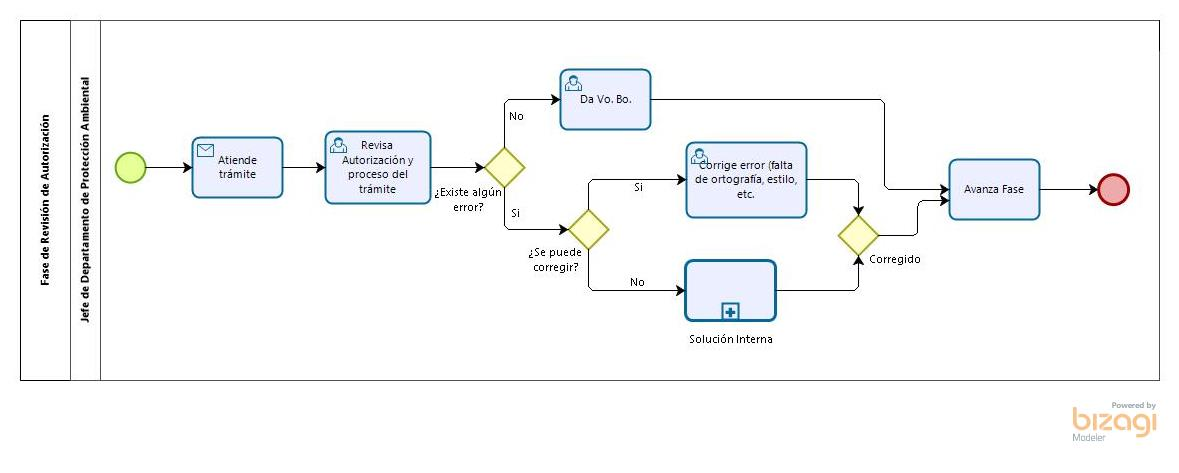 Fase de Revisión de Autorización
Jefe de Departamento de Protección Ambiental
Atiende
trámite
Revisa
Autorización y
proceso del
trámite
¿Existe algún
error?
No
Si
Da Vo. Bo.
¿Se puede
corregir?
Si
No
Corrige error (falta
de ortografía, estilo,
etc.
Solución Interna
Corregido
Avanza Fase
Powered by
bizagi
Modeler